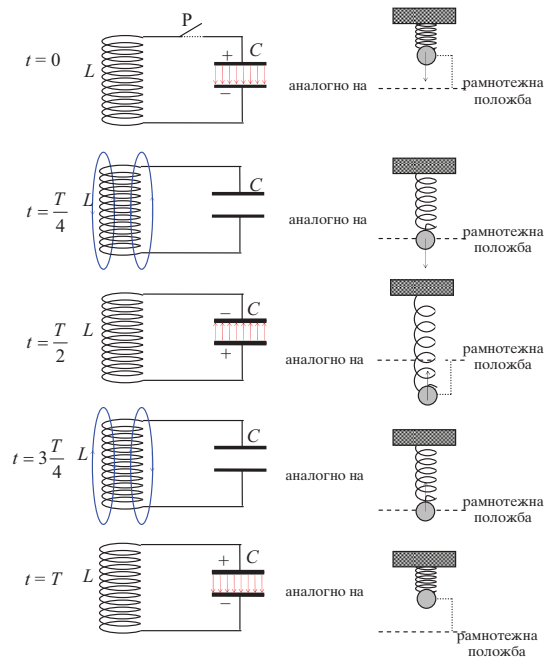 P
t = 0 L + C − аналогно на рамнотежна
положба
t = T/4 L C аналогно на рамнотежна
положба
t = T/2 L − C + аналогно на рамнотежна
положба
t = 3 T/4 L C аналогно на рамнотежна
положба
t = T L + C − аналогно на
рамнотежна
положба